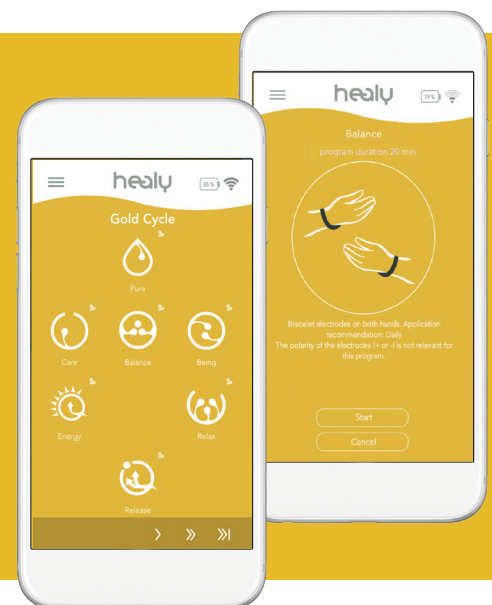 healy
85%
Gold Cycle
Pure
Care
Balance
Being
Energy
Relax
Release
healy
79%
Balance
program duration 20 min
Bracelet electrodes on both hands. Application
recommendation: Daily
The polarity of the electrodes (+ or -) is not relevant for
this program.
Start
Cancel